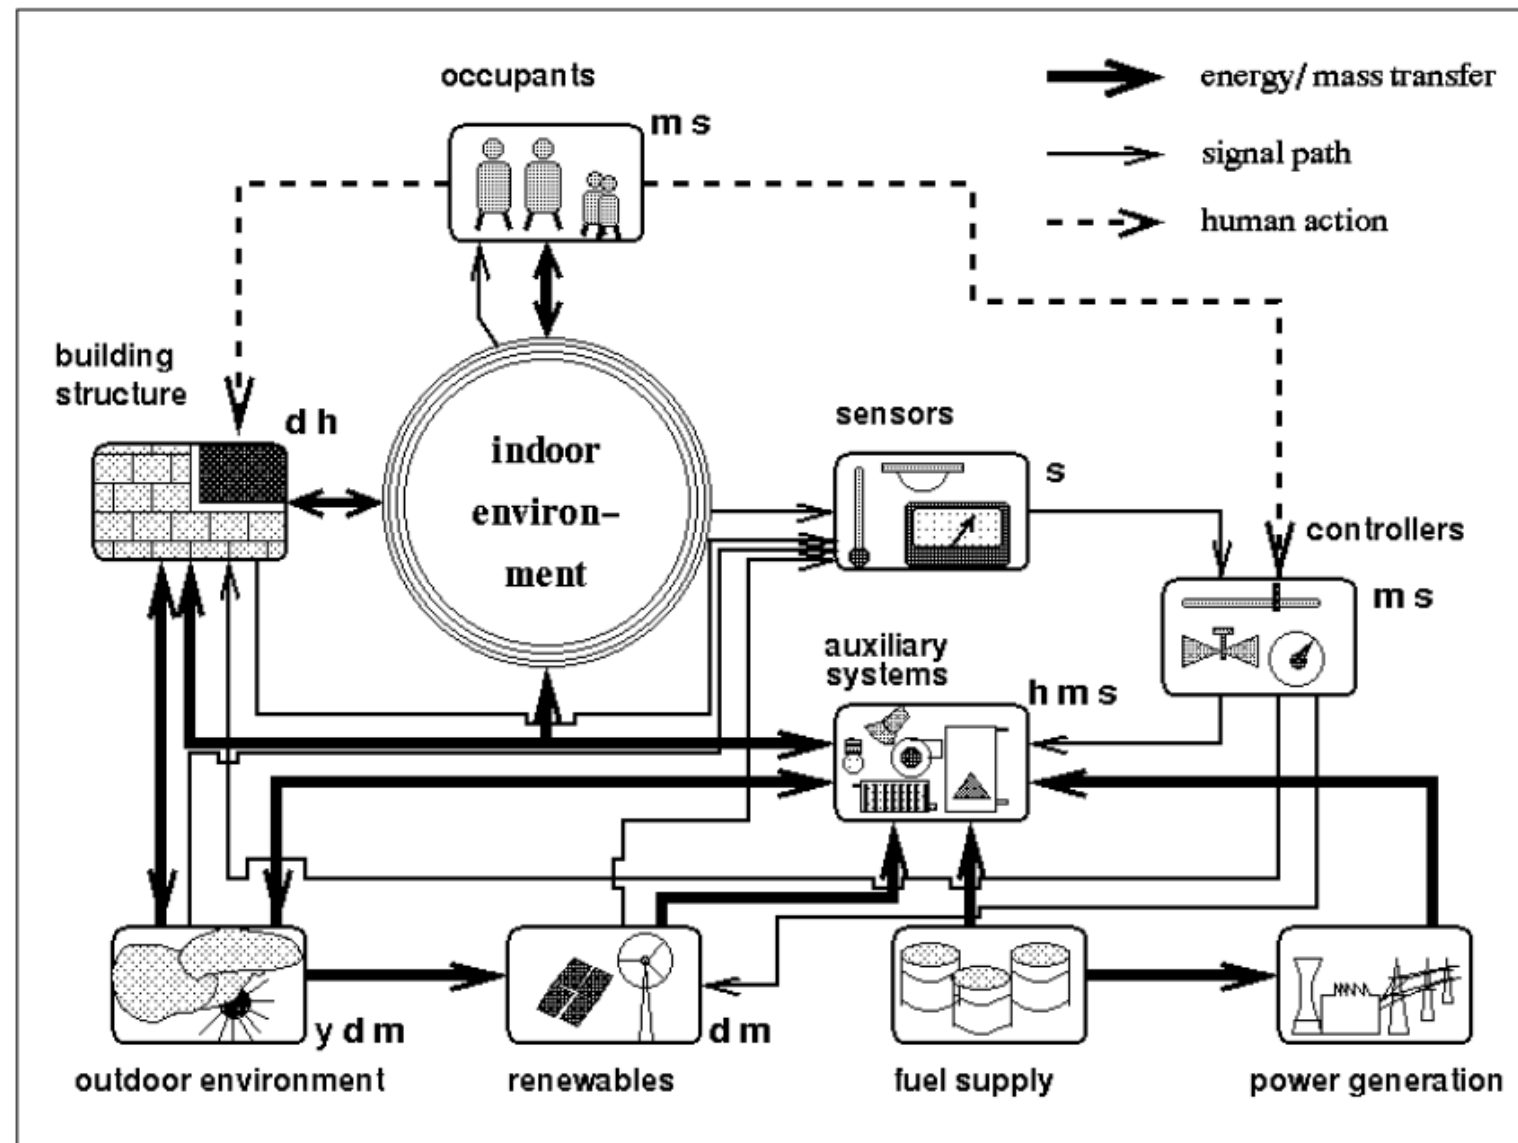 occupants
m s
energy/ mass transfer
signal path
human action
building
structure
d h
indoor
environ–
ment
sensors
s
controllers
m s
auxiliary
systems
h m s
y d m
d m
outdoor environment
renewables
fuel supply
power generation